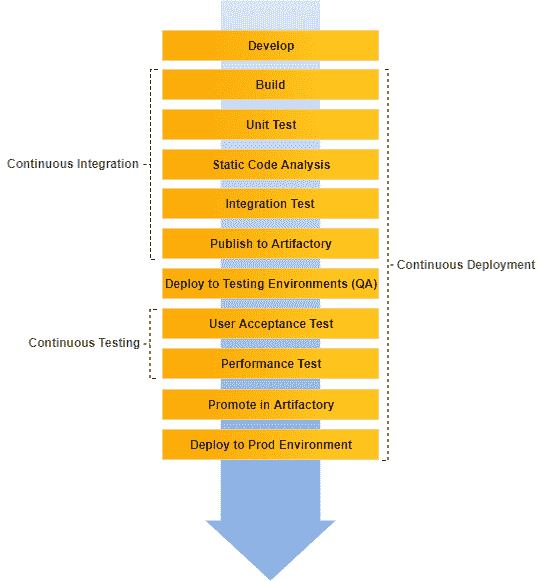 Develop
Build
Unit Test
Continuous Integration
Static Code Analysis
Integration Test
Publish to Artifactory
Continuous Deployment
Deploy to Testing Environments (QA)
User Acceptance Test
Continuous Testing
Performance Test
Promote in Artifactory
Deploy to Prod Environment